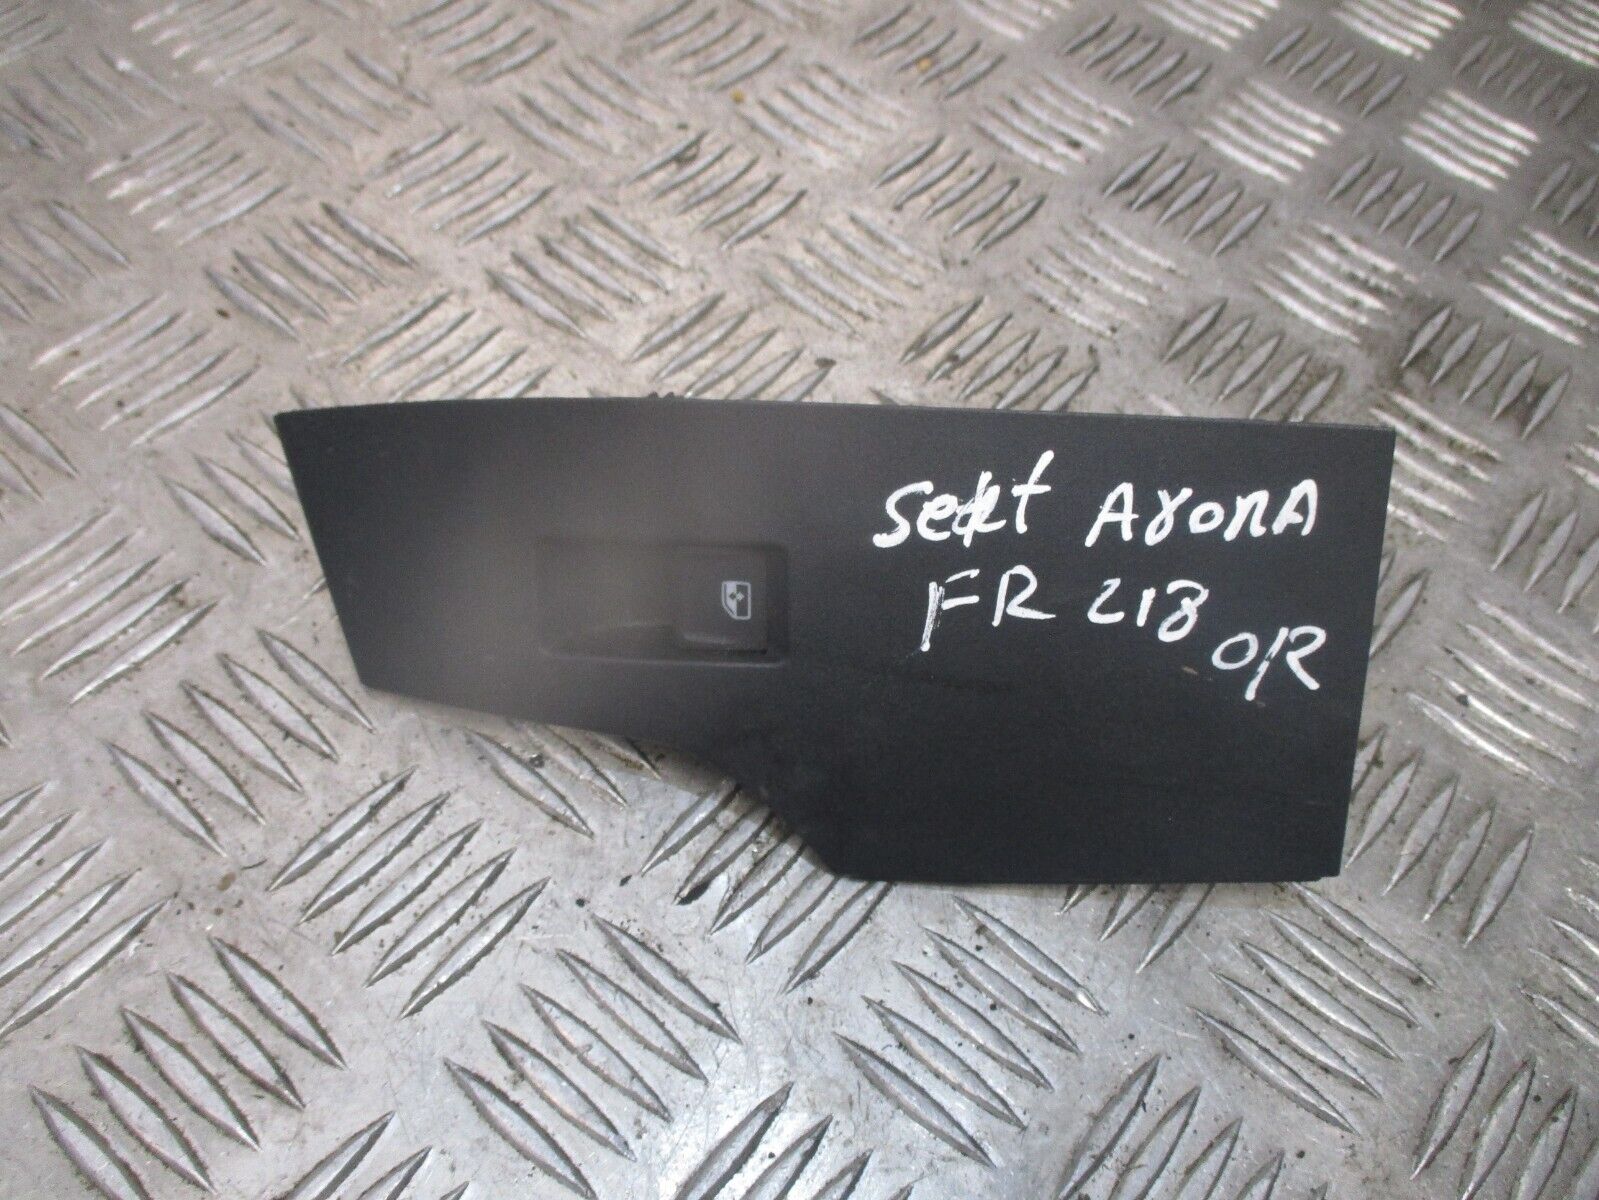 Seat AronA
FR 218
O/R